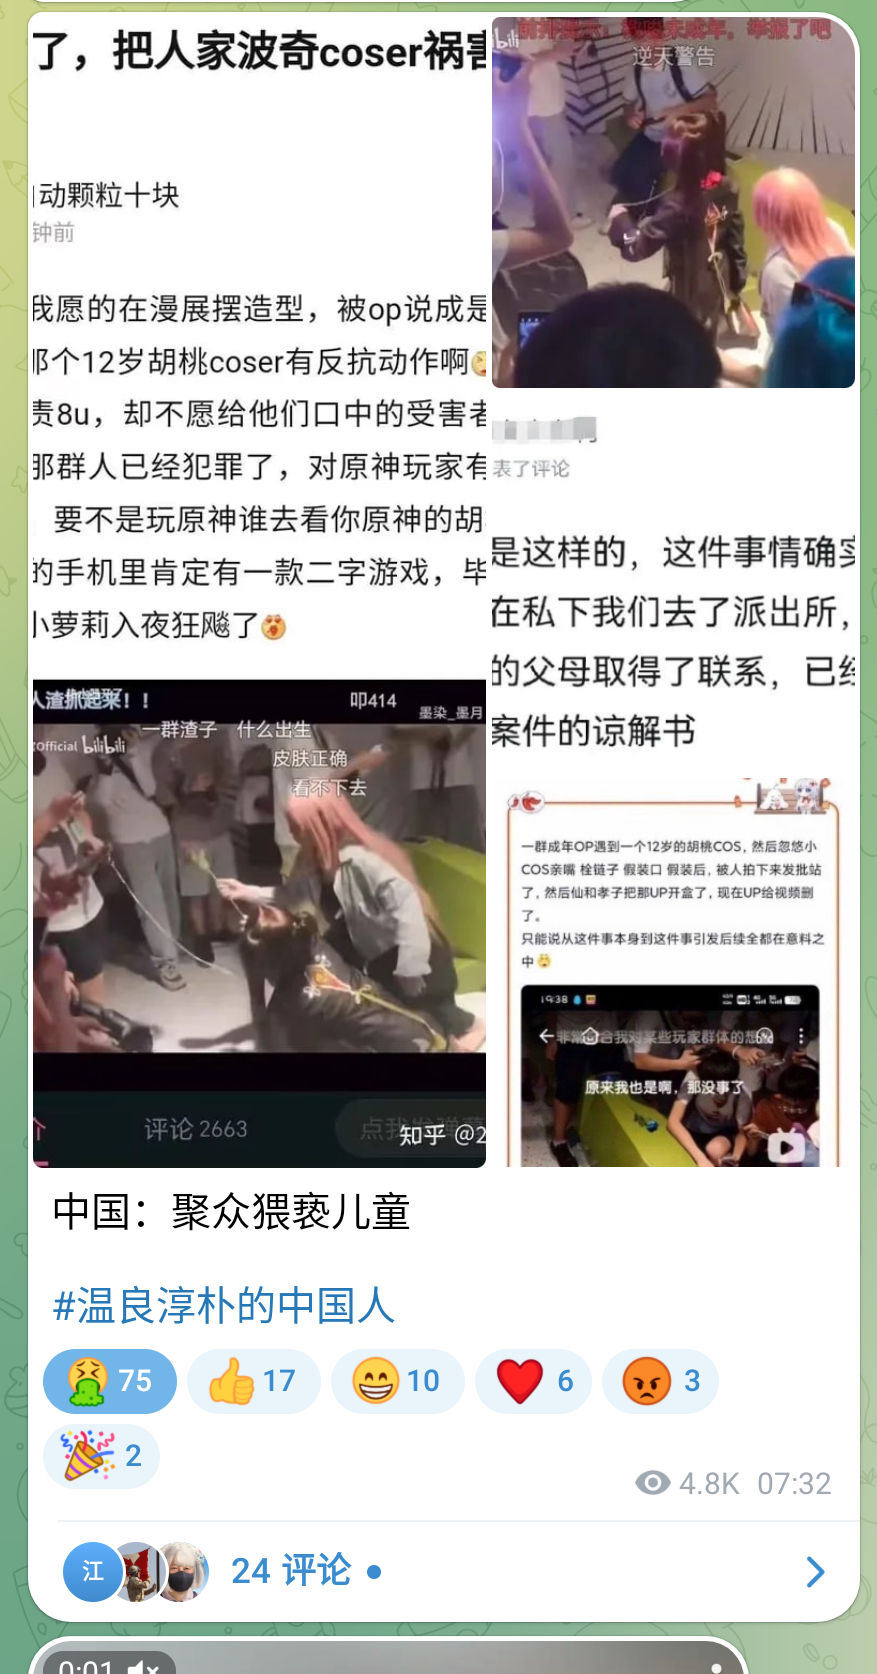 了，把人家波奇coser祸害
自动颗粒十块
钟前
我愿的在漫展摆造型，被op说成是
那个12岁胡桃coser有反抗动作啊
责8u，却不愿给他们口中的受害者
那群人已经犯罪了，对原神玩家有
要不是玩原神谁去看你原神的胡
的手机里肯定有一款二字游戏，毕
小萝莉入夜狂飚了
人渣抓起来！！
叩414
墨染_墨月
一群渣子 什么出生
official bilibili
皮肤正确
看不下去
评论 2663
知乎 @2
逆天警告
表了评论
是这样的，这件事情确实
在私下我们去了派出所，
的父母取得了联系，已经
案件的谅解书
一群成年OP遇到一个12岁的胡桃COS，然后忽悠小
COS亲嘴 栓链子 假装口 假装后，被人拍下来发批站
了，然后仙和孝子把那UP开盒了，现在UP给视频删
了。
只能说从这件事本身到这件事引发后续全都在意料之
中
19:38
合我对某些玩家群体的想
原来我也是啊，那没事了
中国：聚众猥亵儿童
#温良淳朴的中国人
75 17 10 6 3
2
4.8K 07:32
江
24 评论
0:01